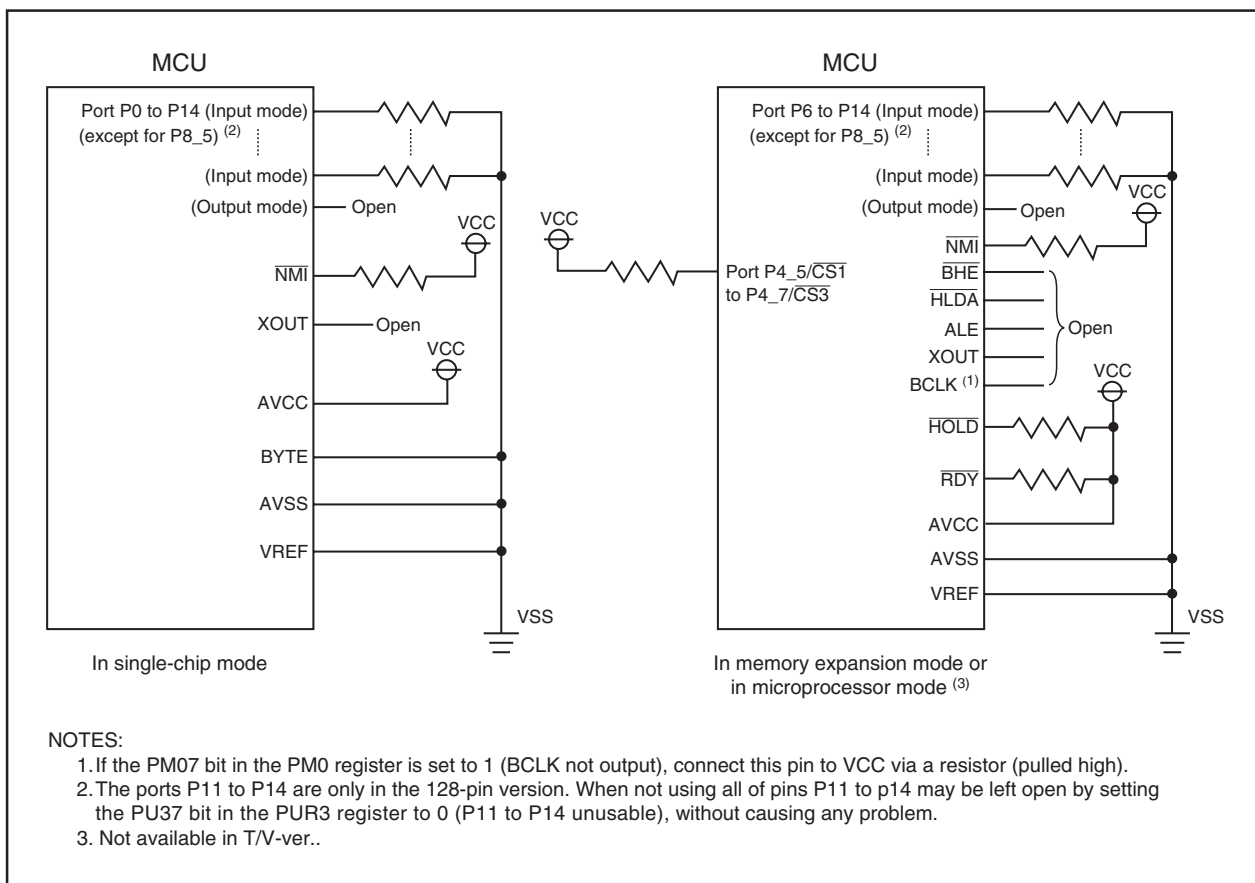 MCU
Port P0 to P14 (Input mode)
(except for P8_5) (2)
(Input mode)
(Output mode)
Open
VCC
NMI
XOUT
Open
VCC
AVCC
BYTE
AVSS
VREF
VSS
In single-chip mode
MCU
Port P6 to P14 (Input mode)
(except for P8_5) (2)
(Input mode)
(Output mode)
Open
VCC
VCC
Port P4_5/CS1
to P4_7/CS3
NMI
BHE
HLDA
ALE
XOUT
BCLK (1)
Open
VCC
HOLD
RDY
AVCC
AVSS
VREF
VSS
In memory expansion mode or
in microprocessor mode (3)
NOTES:
1. If the PM07 bit in the PM0 register is set to 1 (BCLK not output), connect this pin to VCC via a resistor (pulled high).
2. The ports P11 to P14 are only in the 128-pin version. When not using all of pins P11 to p14 may be left open by setting
the PU37 bit in the PUR3 register to 0 (P11 to P14 unusable), without causing any problem.
3. Not available in T/V-ver..